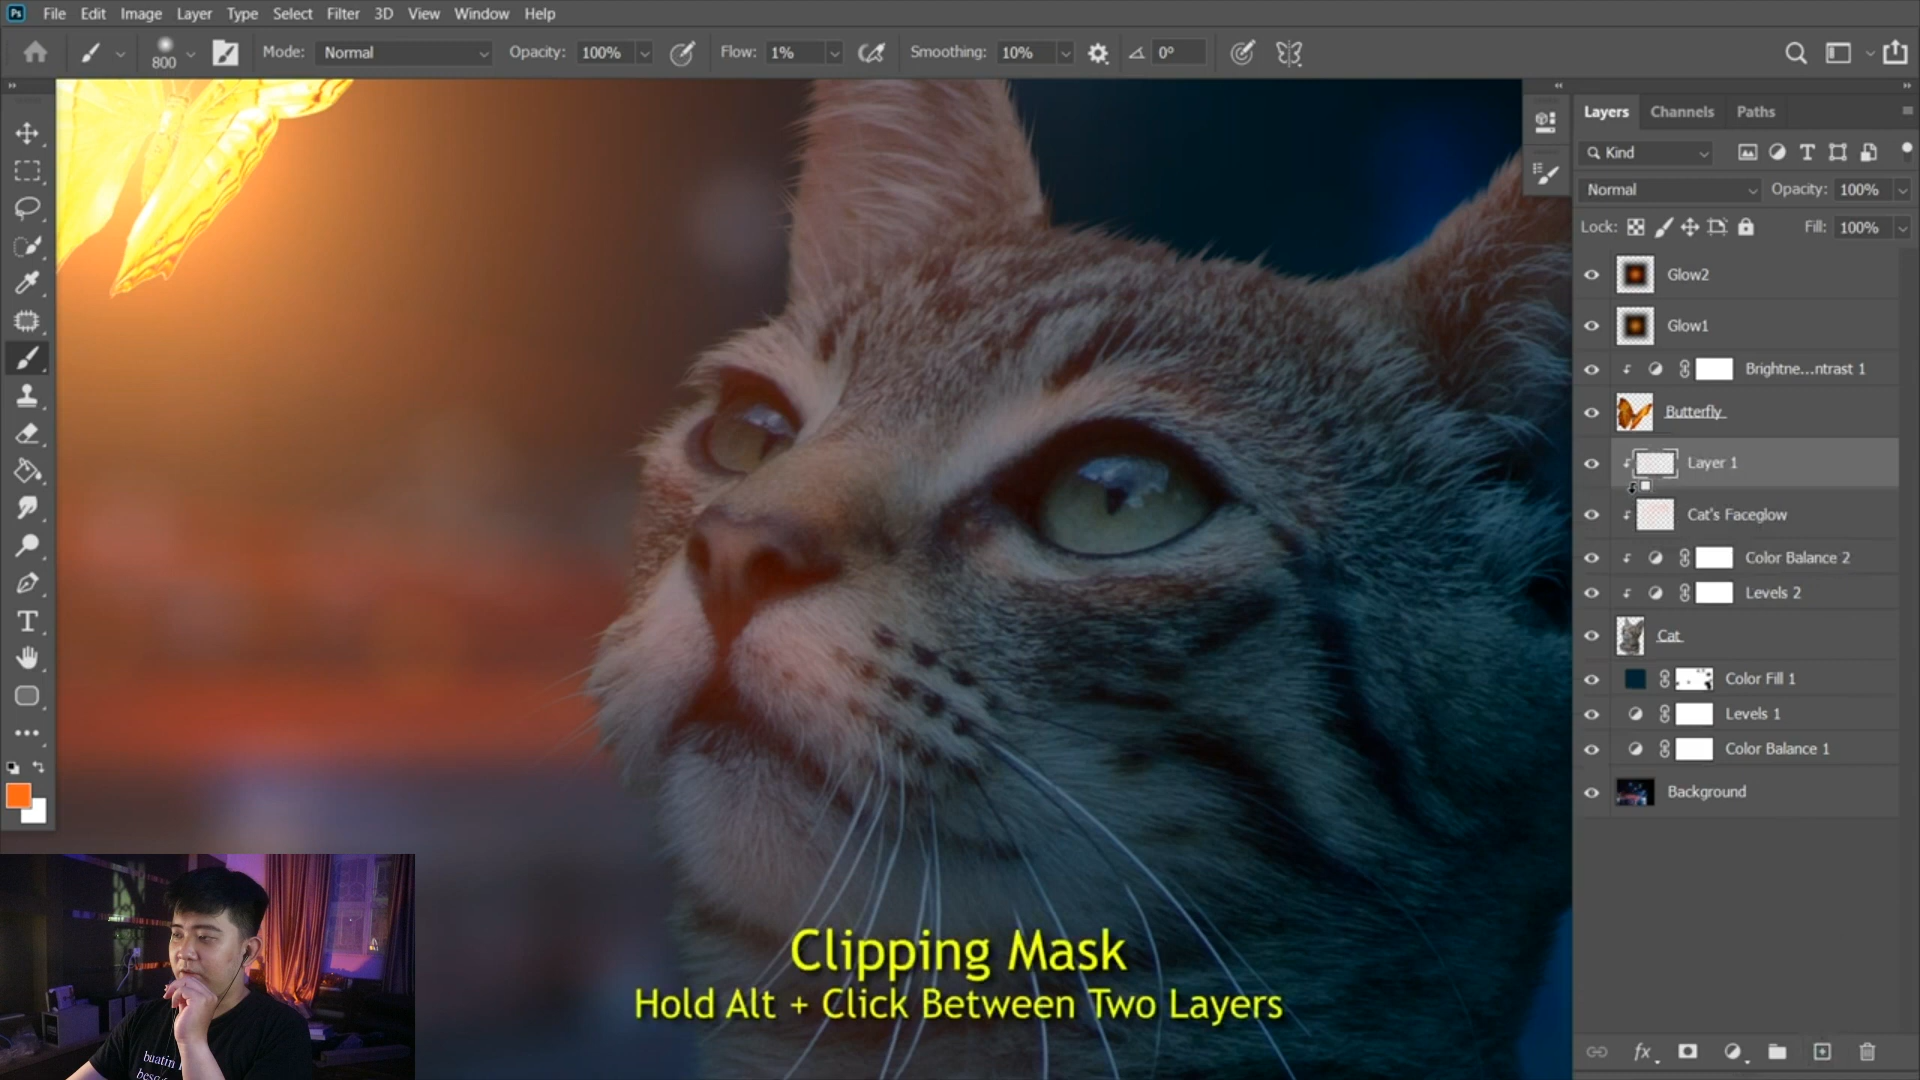 Ps File Edit Image Layer Type Select Filter 3D View Window Help
800 Mode: Normal Opacity: 100% Flow: 1% Smoothing: 10% 0°
Layers Channels Paths
Kind
Normal Opacity: 100%
Lock: Fill: 100%
Glow2
Glow1
Brightne...ntrast 1
Butterfly
Layer 1
Cat's Faceglow
Color Balance 2
Levels 2
Cat
Color Fill 1
Levels 1
Color Balance 1
Background
fx
Clipping Mask
Hold Alt + Click Between Two Layers
buatin